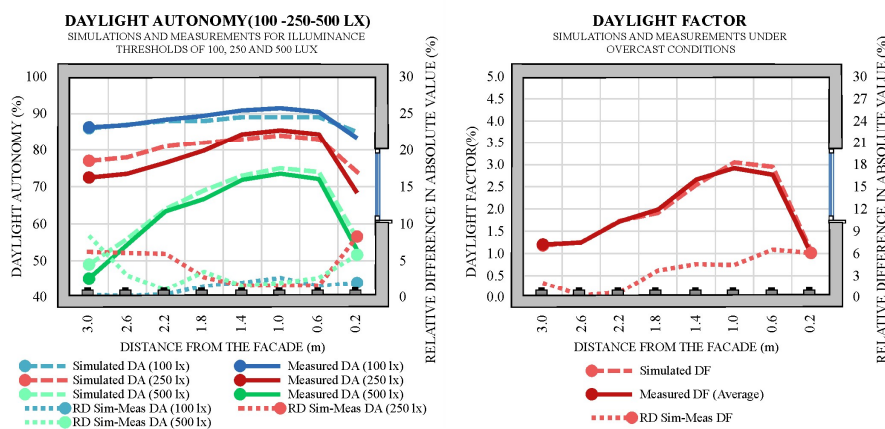 DAYLIGHT AUTONOMY(100 -250-500 LX)
SIMULATIONS AND MEASUREMENTS FOR ILLUMINANCE
THRESHOLDS OF 100, 250 AND 500 LUX
DAYLIGHT AUTONOMY (%)
100
90
80
70
60
50
40
30
25
20
15
10
5
0
RELATIVE DIFFERENCE IN ABSOLUTE VALUE (%)
3.0 2.6 2.2 1.8 1.4 1.0 0.6 0.2
DISTANCE FROM THE FACADE (m)
Simulated DA (100 lx) Measured DA (100 lx)
Simulated DA (250 lx) Measured DA (250 lx)
Simulated DA (500 lx) Measured DA (500 lx)
RD Sim-Meas DA (100 lx) RD Sim-Meas DA (250 lx)
RD Sim-Meas DA (500 lx)
DAYLIGHT FACTOR
SIMULATIONS AND MEASUREMENTS UNDER
OVERCAST CONDITIONS
DAYLIGHT FACTOR(%)
5.0
4.5
4.0
3.5
3.0
2.5
2.0
1.5
1.0
0.5
0.0
30
27
24
21
18
15
12
9
6
3
0
RELATIVE DIFFERENCE IN ABSOLUTE VALUE (%)
3.0 2.6 2.2 1.8 1.4 1.0 0.6 0.2
DISTANCE FROM THE FACADE (m)
Simulated DF
Measured DF (Average)
RD Sim-Meas DF